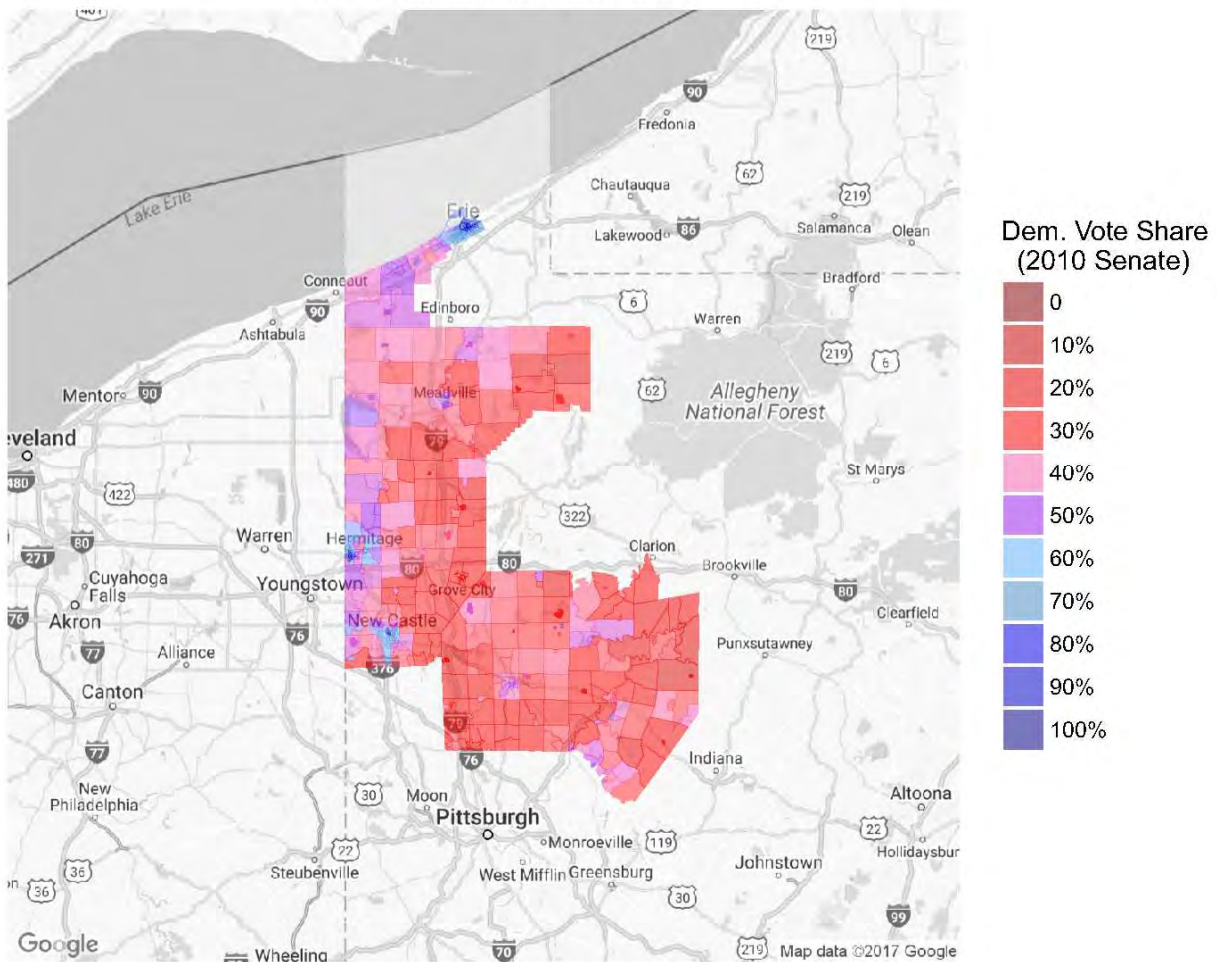 401
219
90
Fredonia
62
Chautauqua
219
Lake Erie
Erie
Lakewood
86
Salamanca
Olean
Conneaut
Bradford
90
Edinboro
6
Ashtabula
Warren
219
6
Mentor
90
Meadville
62
Allegheny
National Forest
eveland
79
480
422
St Marys
322
Warren
Hermitage
271
80
80
80
Clarion
Brookville
Cuyahoga
Falls
Youngstown
Grove City
80
Clearfield
76
Akron
New Castle
76
Punxsutawney
77
Alliance
376
Canton
79
77
76
Indiana
New
Philadelphia
30
Moon
Altoona
Pittsburgh
22
Monroeville
119
22
Hollidaysbur
36
36
Steubenville
West Mifflin
Greensburg
Johnstown
30
99
Google
Wheeling
70
219
Map data ©2017 Google
Dem. Vote Share
(2010 Senate)
0
10%
20%
30%
40%
50%
60%
70%
80%
90%
100%